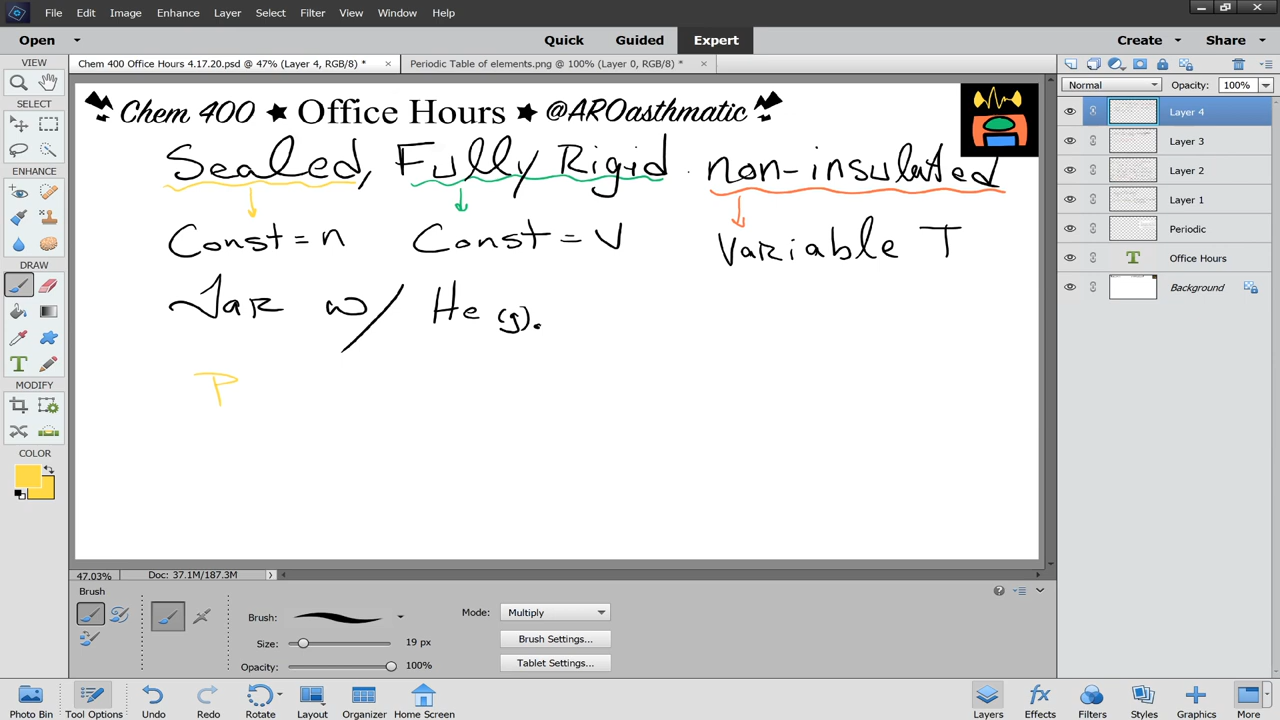 File Edit Image Enhance Layer Select Filter View Window Help
Open Quick Guided Expert Create Share
Chem 400 Office Hours 4.17.20.psd @ 47% (Layer 4, RGB/8) * × Periodic Table of elements.png @ 100% (Layer 0, RGB/8) * ×
VIEW
SELECT
ENHANCE
DRAW
MODIFY
COLOR
Chem 400 ★ Office Hours ★ @AROasthmatic
Sealed, Fully Rigid non-insulated
Const = n Const = V Variable T
Jar w/ He (g).
P
Normal Opacity: 100%
Layer 4
Layer 3
Layer 2
Layer 1
Periodic
T Office Hours
Background
47.03% Doc: 37.1M/187.3M
Brush
Brush: Mode: Multiply
Size: 19 px Brush Settings...
Opacity: 100% Tablet Settings...
Photo Bin Tool Options Undo Redo Rotate Layout Organizer Home Screen Layers Effects Filters Styles Graphics More